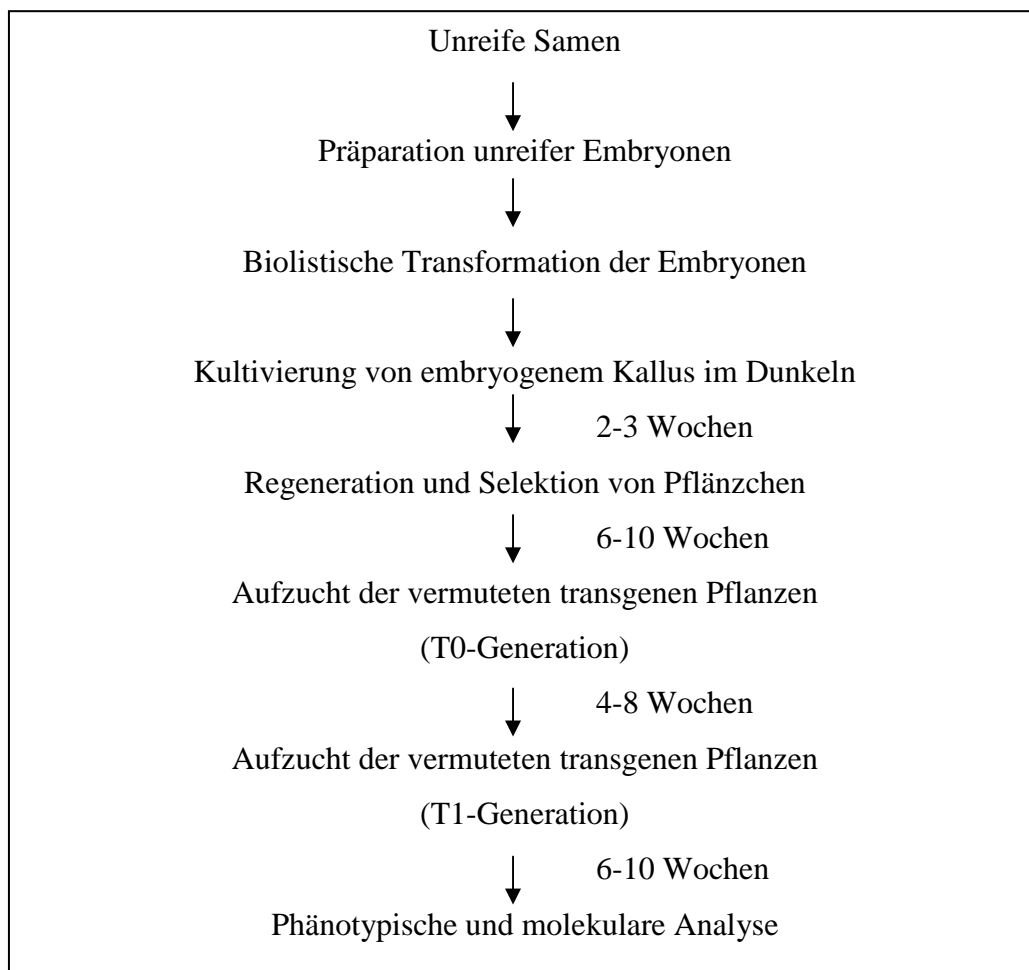 Unreife Samen
Präparation unreifer Embryonen
Biolistische Transformation der Embryonen
Kultivierung von embryogenem Kallus im Dunkeln
2-3 Wochen
Regeneration und Selektion von Pflänzchen
6-10 Wochen
Aufzucht der vermuteten transgenen Pflanzen
(T0-Generation)
4-8 Wochen
Aufzucht der vermuteten transgenen Pflanzen
(T1-Generation)
6-10 Wochen
Phänotypische und molekulare Analyse